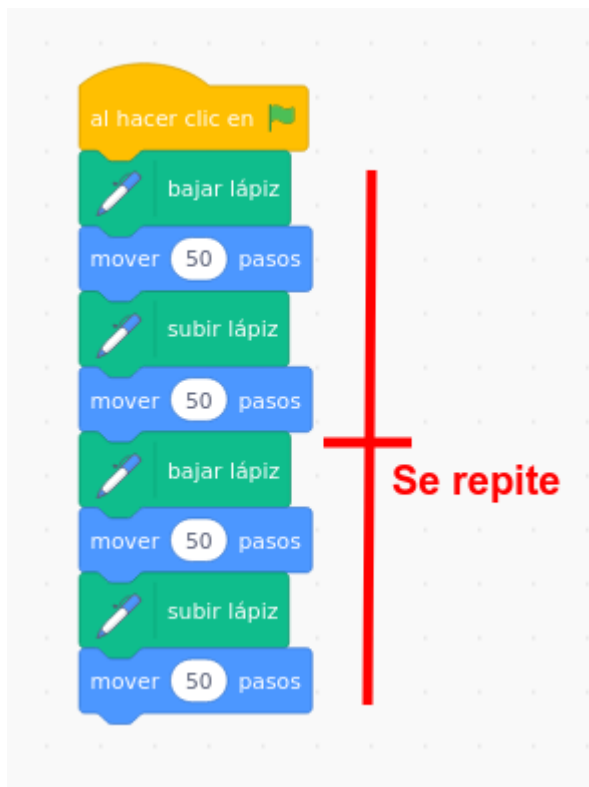 al hacer clic en
bajar lápiz
mover 50 pasos
subir lápiz
mover 50 pasos
bajar lápiz
Se repite
mover 50 pasos
subir lápiz
mover 50 pasos